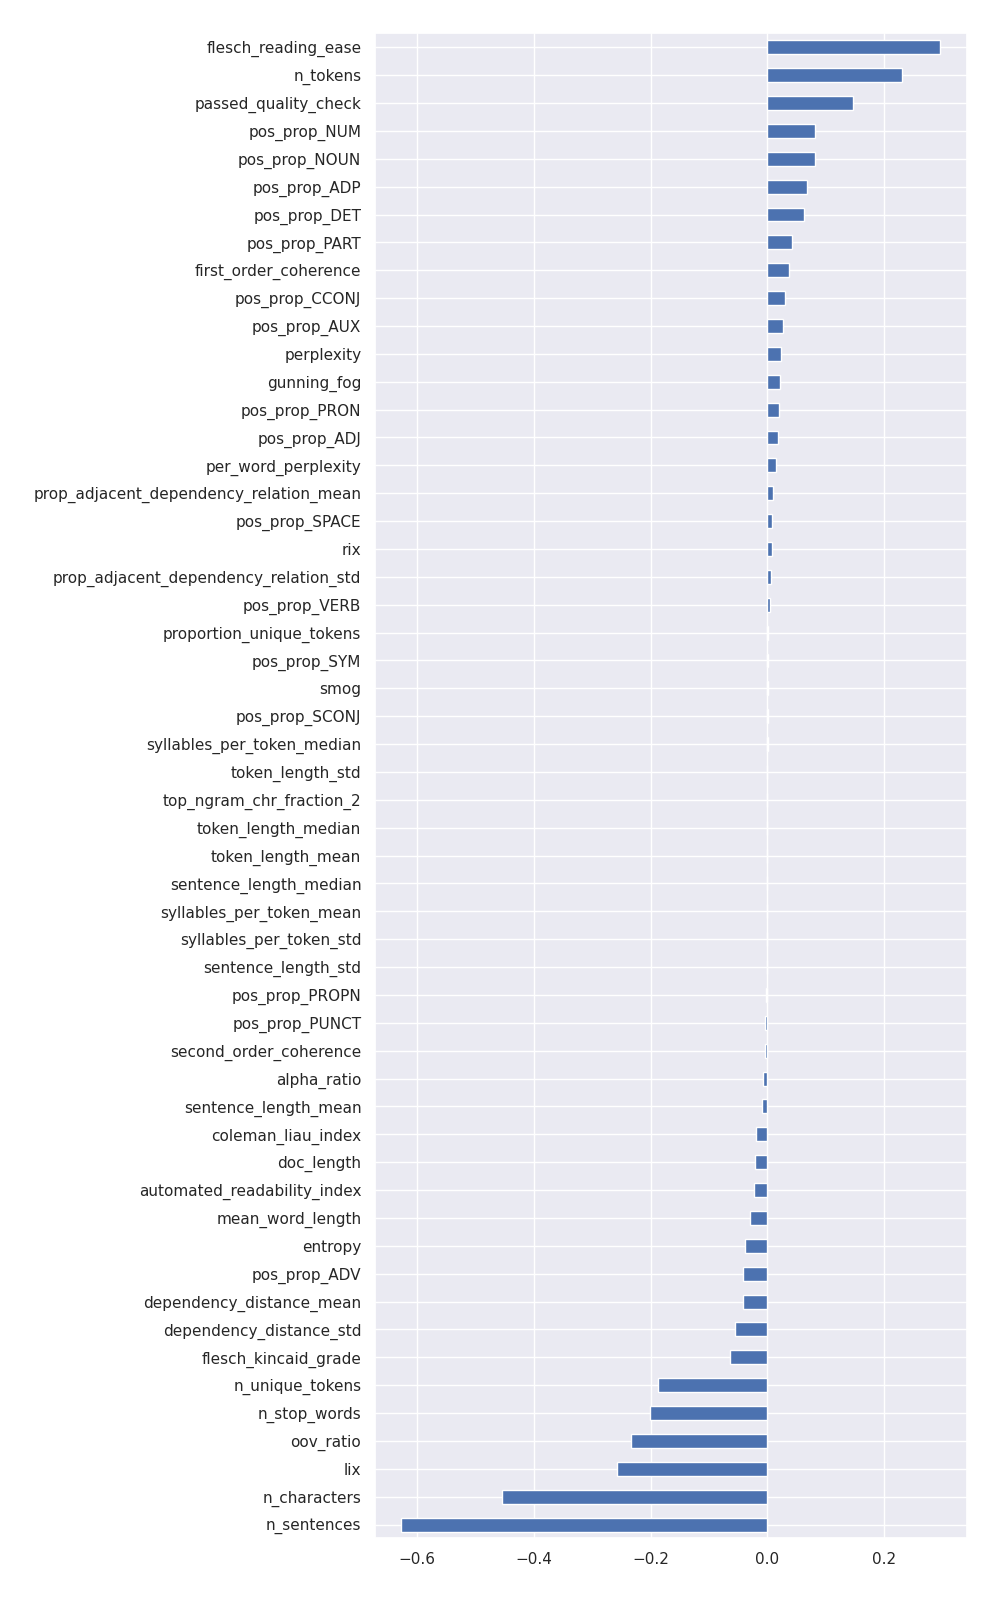 flesch_reading_ease
n_tokens
passed_quality_check
pos_prop_NUM
pos_prop_NOUN
pos_prop_ADP
pos_prop_DET
pos_prop_PART
first_order_coherence
pos_prop_CCONJ
pos_prop_AUX
perplexity
gunning_fog
pos_prop_PRON
pos_prop_ADJ
per_word_perplexity
prop_adjacent_dependency_relation_mean
pos_prop_SPACE
rix
prop_adjacent_dependency_relation_std
pos_prop_VERB
proportion_unique_tokens
pos_prop_SYM
smog
pos_prop_SCONJ
syllables_per_token_median
token_length_std
top_ngram_chr_fraction_2
token_length_median
token_length_mean
sentence_length_median
syllables_per_token_mean
syllables_per_token_std
sentence_length_std
pos_prop_PROPN
pos_prop_PUNCT
second_order_coherence
alpha_ratio
sentence_length_mean
coleman_liau_index
doc_length
automated_readability_index
mean_word_length
entropy
pos_prop_ADV
dependency_distance_mean
dependency_distance_std
flesch_kincaid_grade
n_unique_tokens
n_stop_words
oov_ratio
lix
n_characters
n_sentences
−0.6 −0.4 −0.2 0.0 0.2